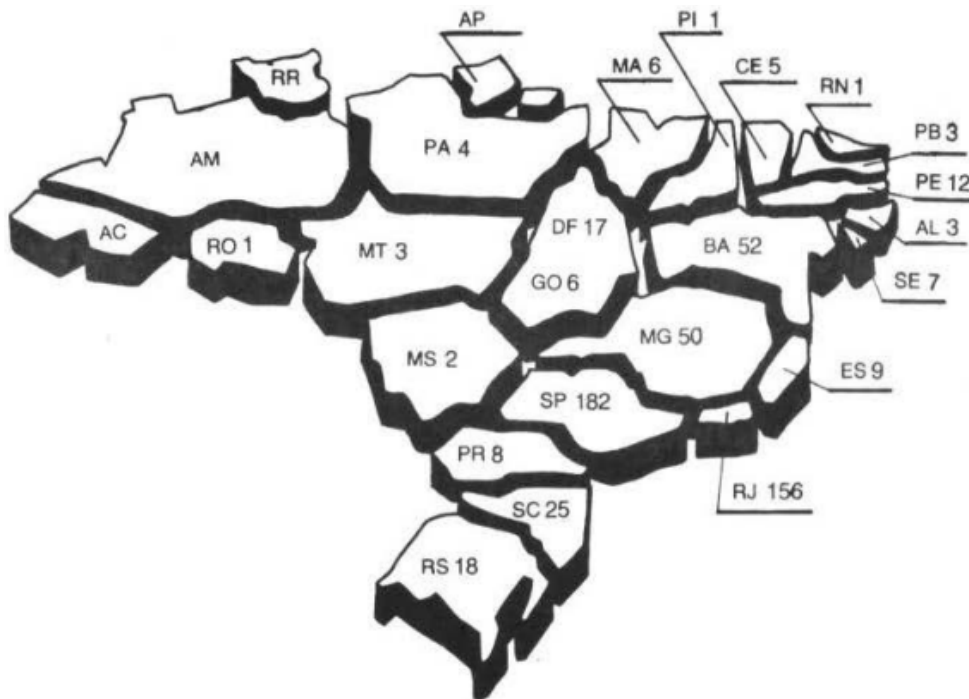 AP
PI 1
RR
MA 6
CE 5
RN 1
PB 3
PA 4
AM
PE 12
AC
RO 1
MT 3
DF 17
BA 52
AL 3
GO 6
SE 7
MG 50
MS 2
ES 9
SP 182
PR 8
RJ 156
SC 25
RS 18